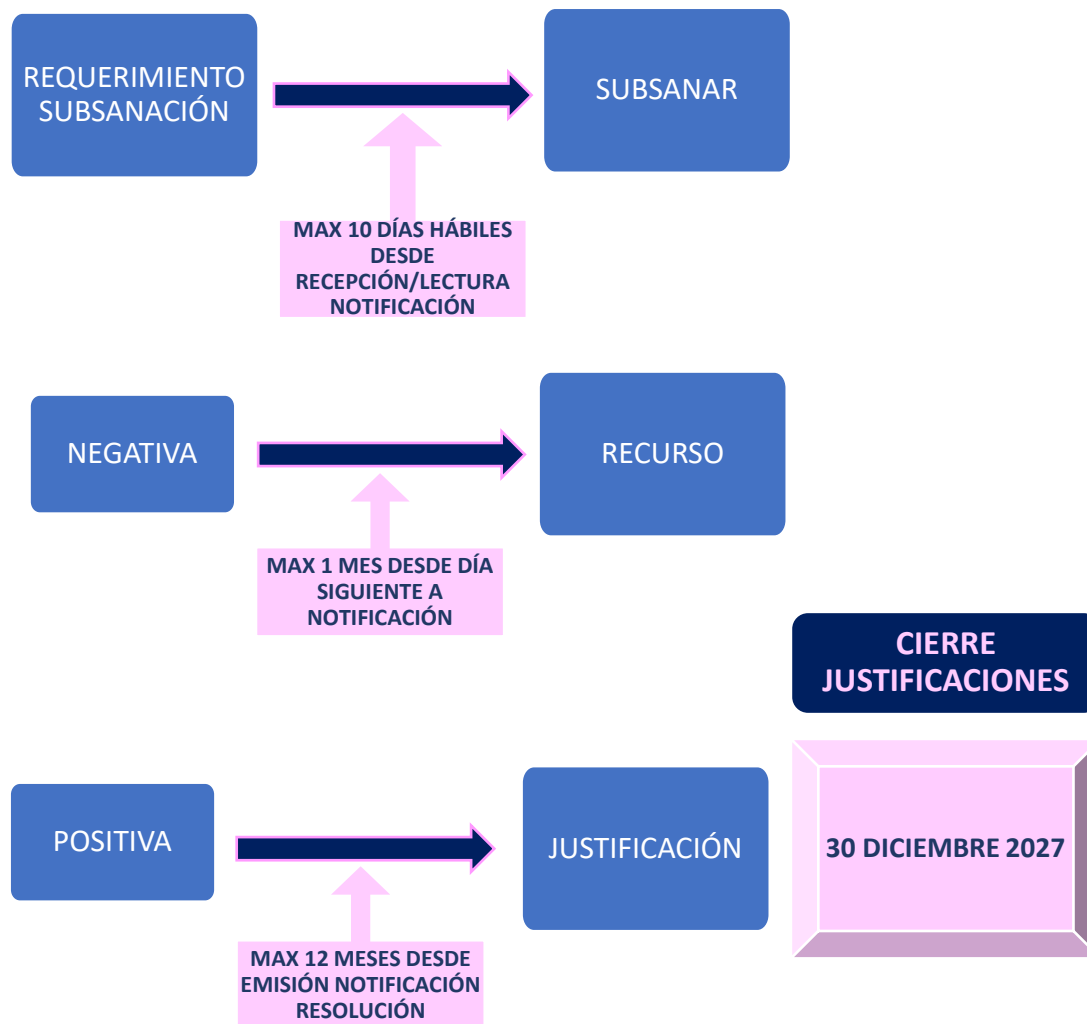 REQUERIMIENTO
SUBSANACIÓN
SUBSANAR
MAX 10 DÍAS HÁBILES
DESDE
RECEPCIÓN/LECTURA
NOTIFICACIÓN
NEGATIVA
RECURSO
MAX 1 MES DESDE DÍA
SIGUIENTE A
NOTIFICACIÓN
CIERRE
JUSTIFICACIONES
POSITIVA
JUSTIFICACIÓN
30 DICIEMBRE 2027
MAX 12 MESES DESDE
EMISIÓN NOTIFICACIÓN
RESOLUCIÓN